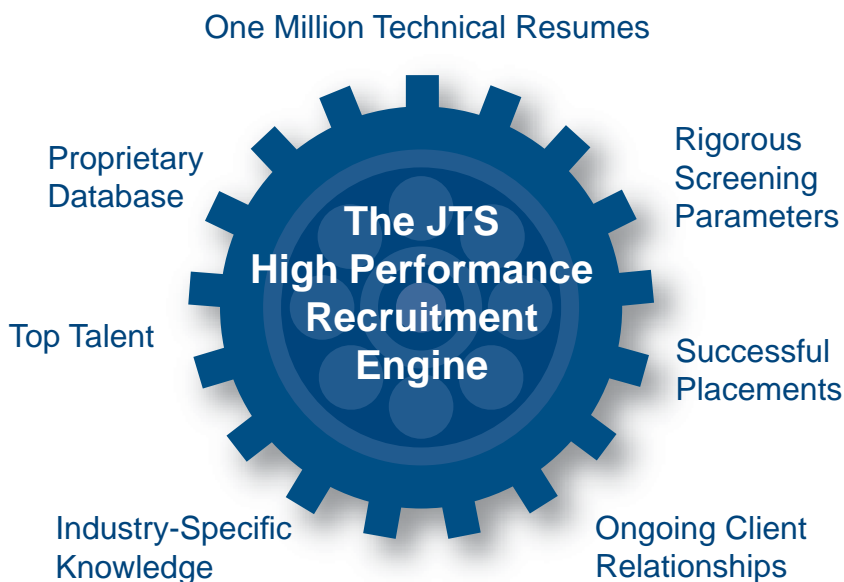 One Million Technical Resumes
Proprietary
Database
Rigorous
Screening
Parameters
The JTS
High Performance
Recruitment
Engine
Top Talent
Successful
Placements
Industry-Specific
Knowledge
Ongoing Client
Relationships